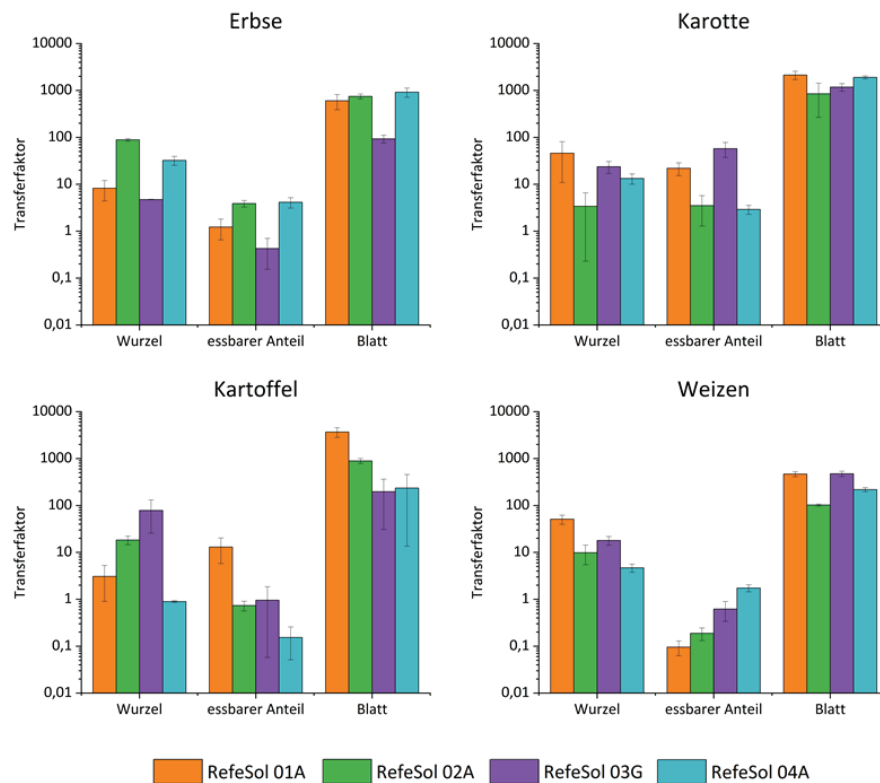 Erbse
Transferfaktor
10000
1000
100
10
1
0,1
0,01
Wurzel essbarer Anteil Blatt
Karotte
Transferfaktor
10000
1000
100
10
1
0,1
0,01
Wurzel essbarer Anteil Blatt
Kartoffel
Transferfaktor
10000
1000
100
10
1
0,1
0,01
Wurzel essbarer Anteil Blatt
Weizen
Transferfaktor
10000
1000
100
10
1
0,1
0,01
Wurzel essbarer Anteil Blatt
RefeSol 01A RefeSol 02A RefeSol 03G RefeSol 04A